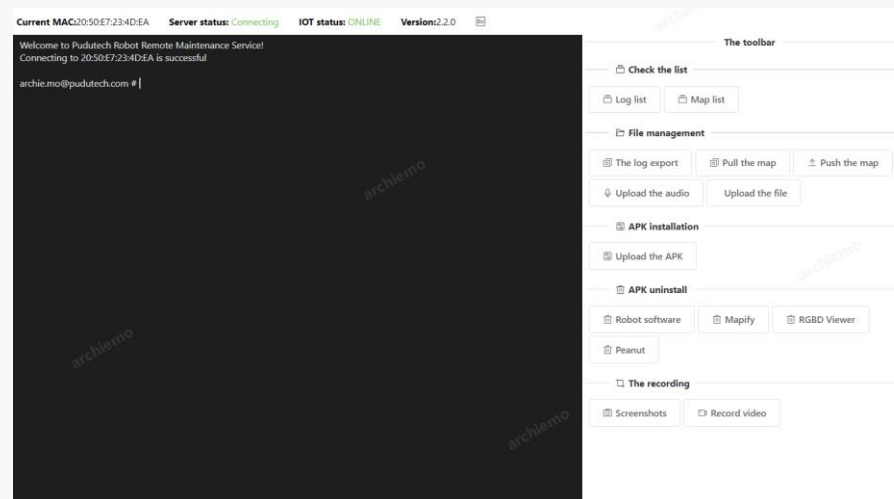 Current MAC:20:50:E7:23:4D:EA Server status: Connecting IOT status: ONLINE Version:2.2.0 En
Welcome to Pudutech Robot Remote Maintenance Service!
Connecting to 20:50:E7:23:4D:EA is successful
archie.mo@pudutech.com #
The toolbar
Check the list
Log list Map list
File management
The log export Pull the map Push the map
Upload the audio Upload the file
APK installation
Upload the APK
APK uninstall
Robot software Mapify RGBD Viewer
Peanut
The recording
Screenshots Record video
archiemo
archiemo
archiemo
archiemo